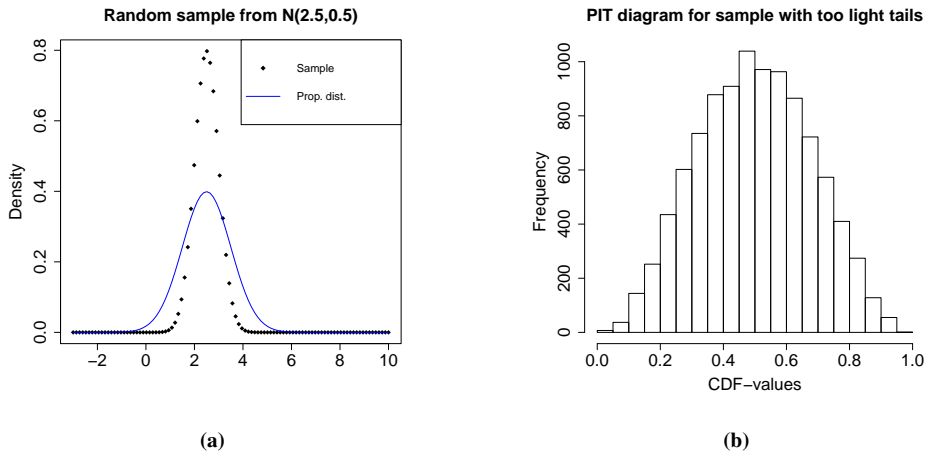 Random sample from N(2.5,0.5)
Sample
Prop. dist.
Density
0.0
0.2
0.4
0.6
0.8
−2 0 2 4 6 8 10
(a)
PIT diagram for sample with too light tails
Frequency
0
200
400
600
800
1000
0.0 0.2 0.4 0.6 0.8 1.0
CDF−values
(b)